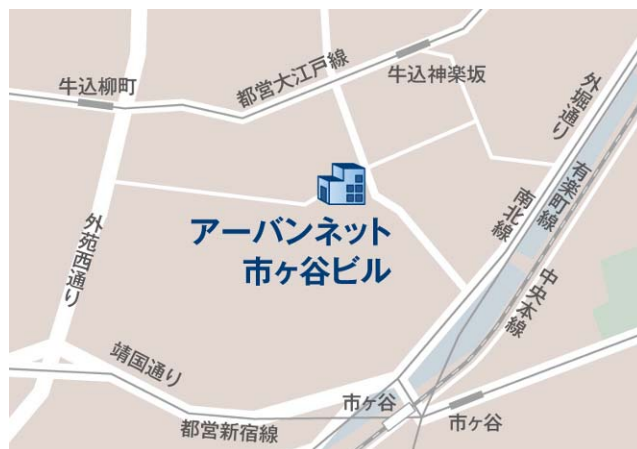 都営大江戸線
牛込柳町
牛込神楽坂
外堀通り
有楽町線
南北線
アーバンネット
市ヶ谷ビル
外苑西通り
中央本線
靖国通り
市ヶ谷
市ヶ谷
都営新宿線